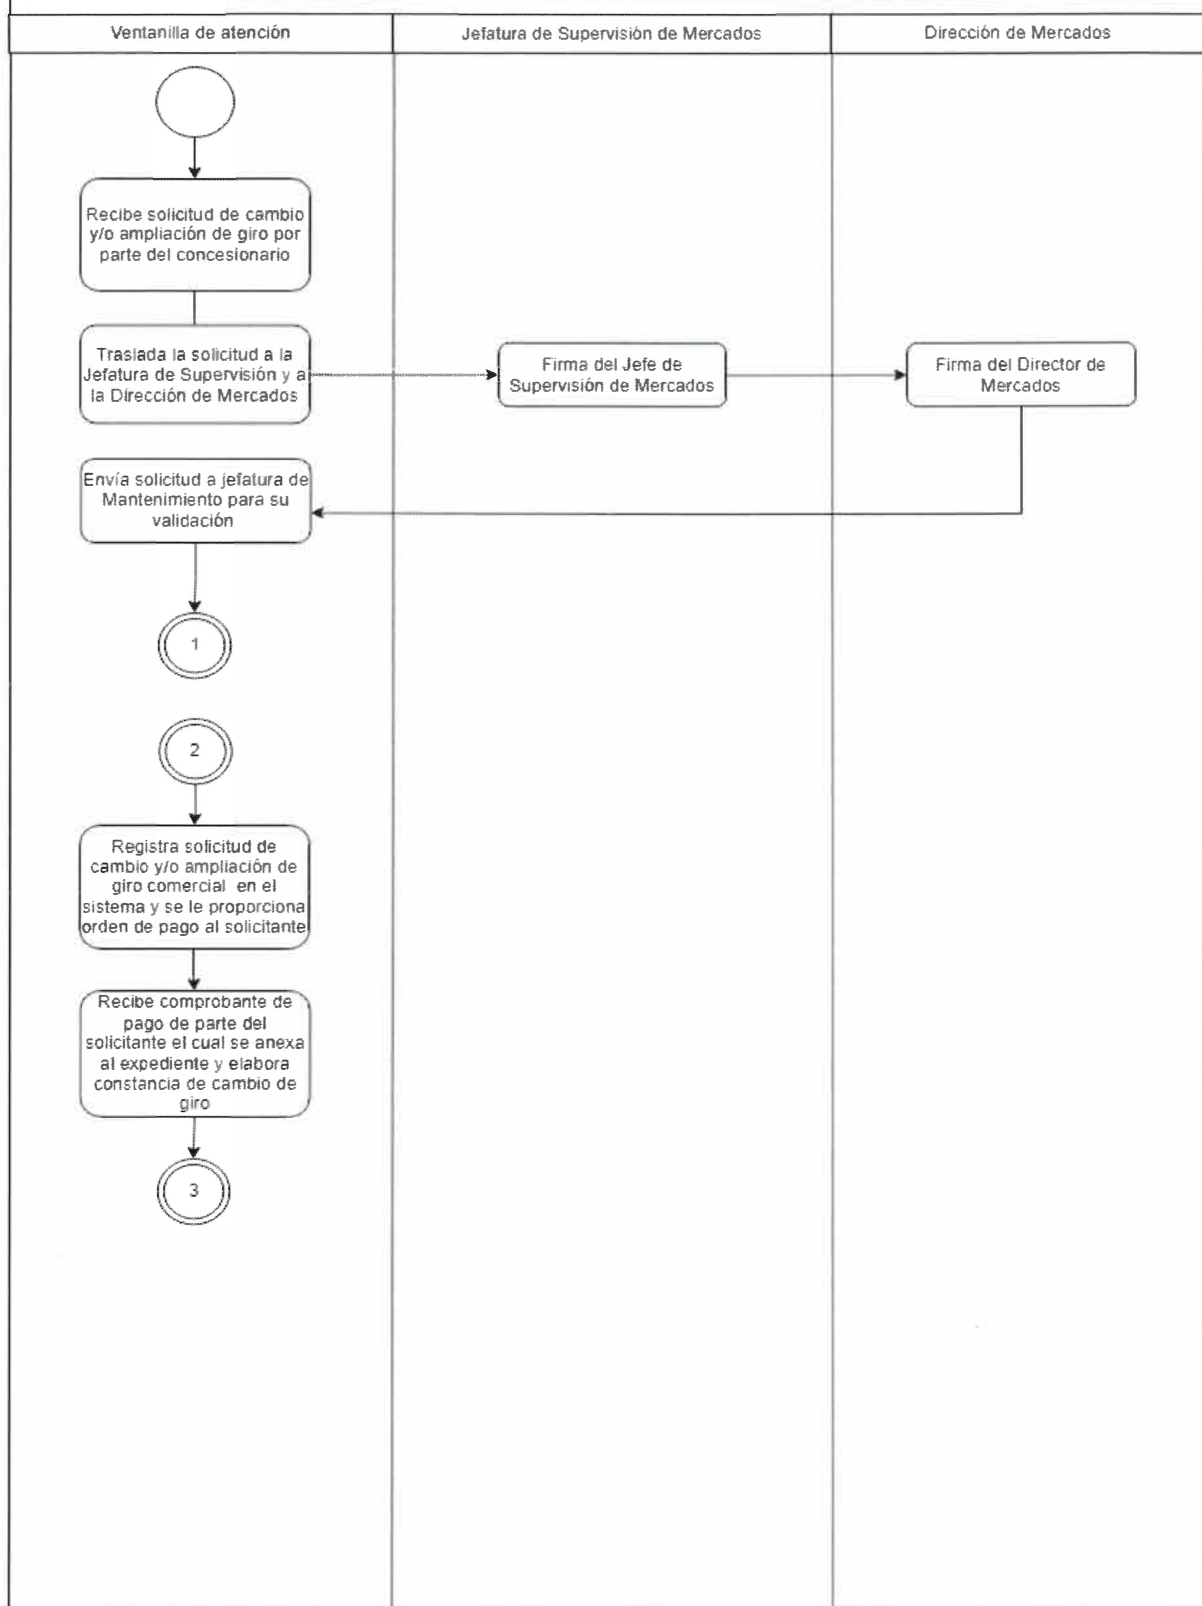 Ventanilla de atención
Jefatura de Supervisión de Mercados
Dirección de Mercados
Recibe solicitud de cambio
y/o ampliación de giro por
parte del concesionario
Traslada la solicitud a la
Jefatura de Supervisión y a
la Dirección de Mercados
Firma del Jefe de
Supervisión de Mercados
Firma del Director de
Mercados
Envía solicitud a jefatura de
Mantenimiento para su
validación
1
2
Registra solicitud de
cambio y/o ampliación de
giro comercial en el
sistema y se le proporciona
orden de pago al solicitante
Recibe comprobante de
pago de parte del
solicitante el cual se anexa
al expediente y elabora
constancia de cambio de
giro
3